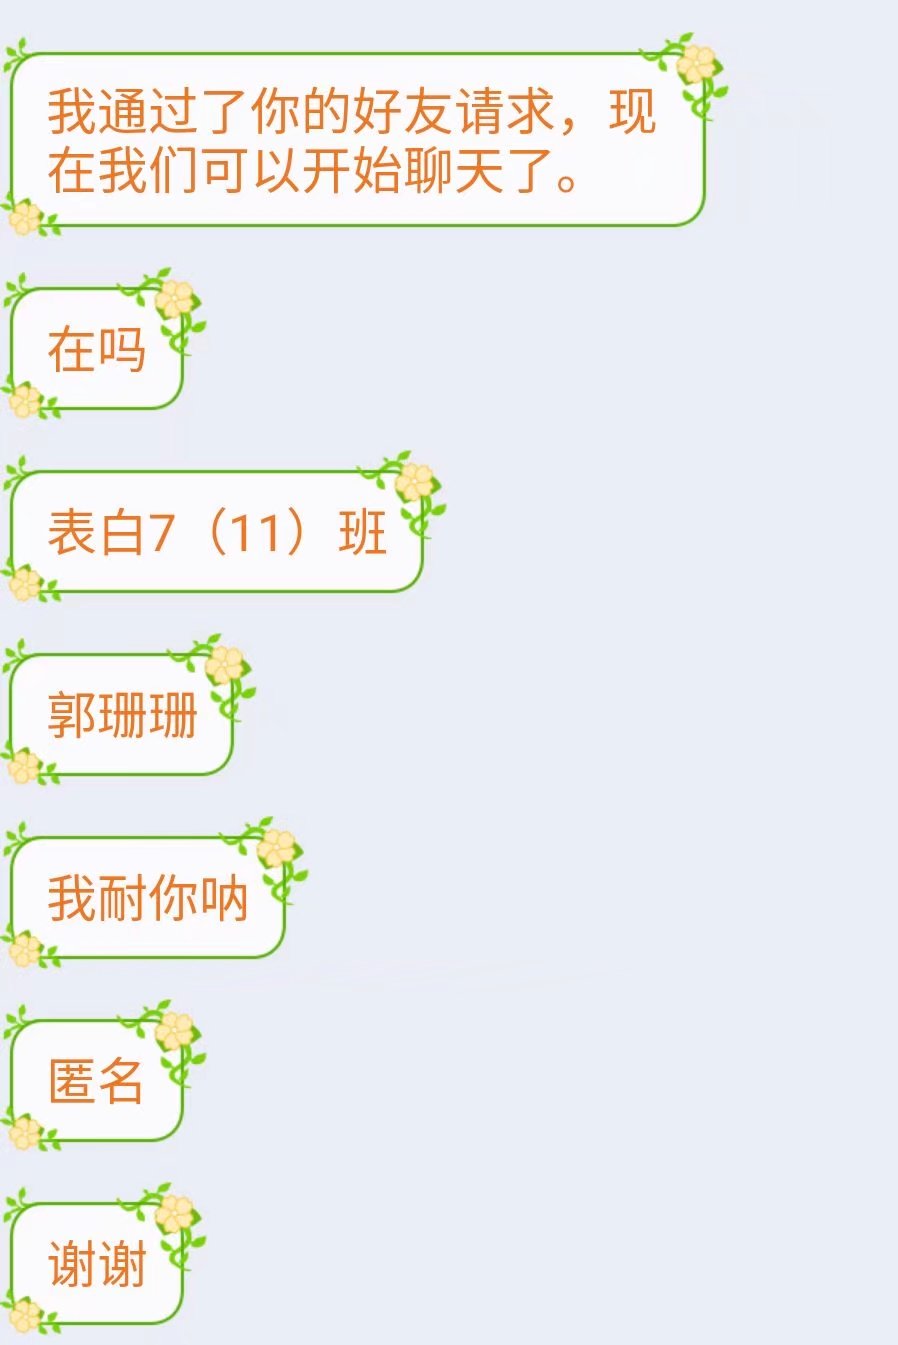 我通过了你的好友请求，现
在我们可以开始聊天了。
在吗
表白7（11）班
郭珊珊
我耐你呐
匿名
谢谢